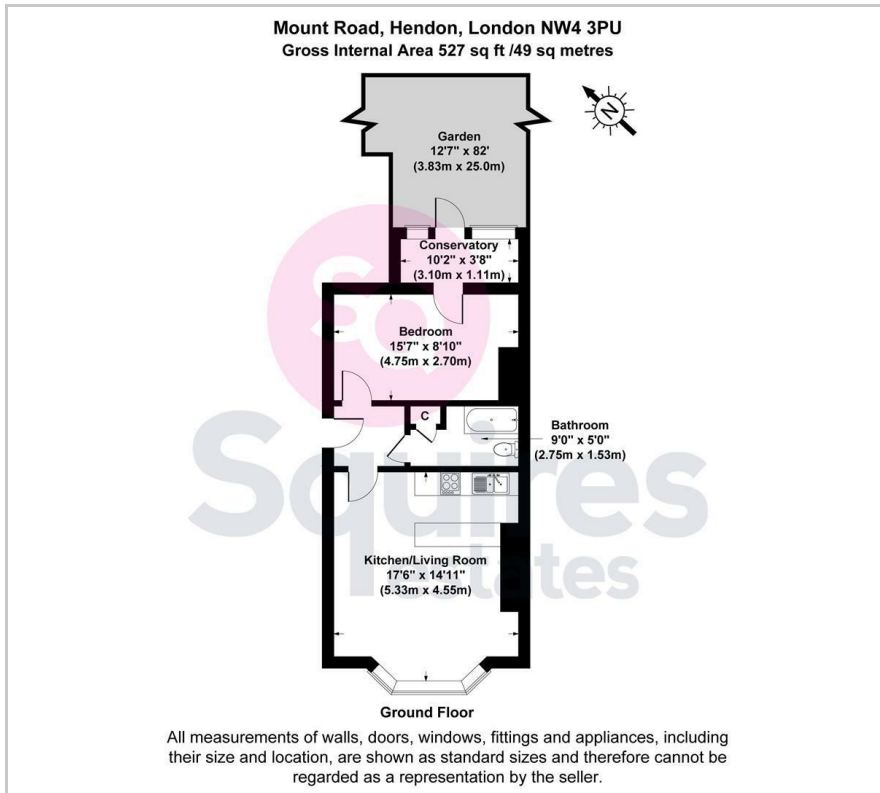 Mount Road, Hendon, London NW4 3PU
Gross Internal Area 527 sq ft /49 sq metres
N
Garden
12'7" x 82'
(3.83m x 25.0m)
Conservatory
10'2" x 3'8"
(3.10m x 1.11m)
Bedroom
15'7" x 8'10"
(4.75m x 2.70m)
C
Bathroom
9'0" x 5'0"
(2.75m x 1.53m)
Kitchen/Living Room
17'6" x 14'11"
(5.33m x 4.55m)
Ground Floor
All measurements of walls, doors, windows, fittings and appliances, including
their size and location, are shown as standard sizes and therefore cannot be
regarded as a representation by the seller.
sq
Squires
estates